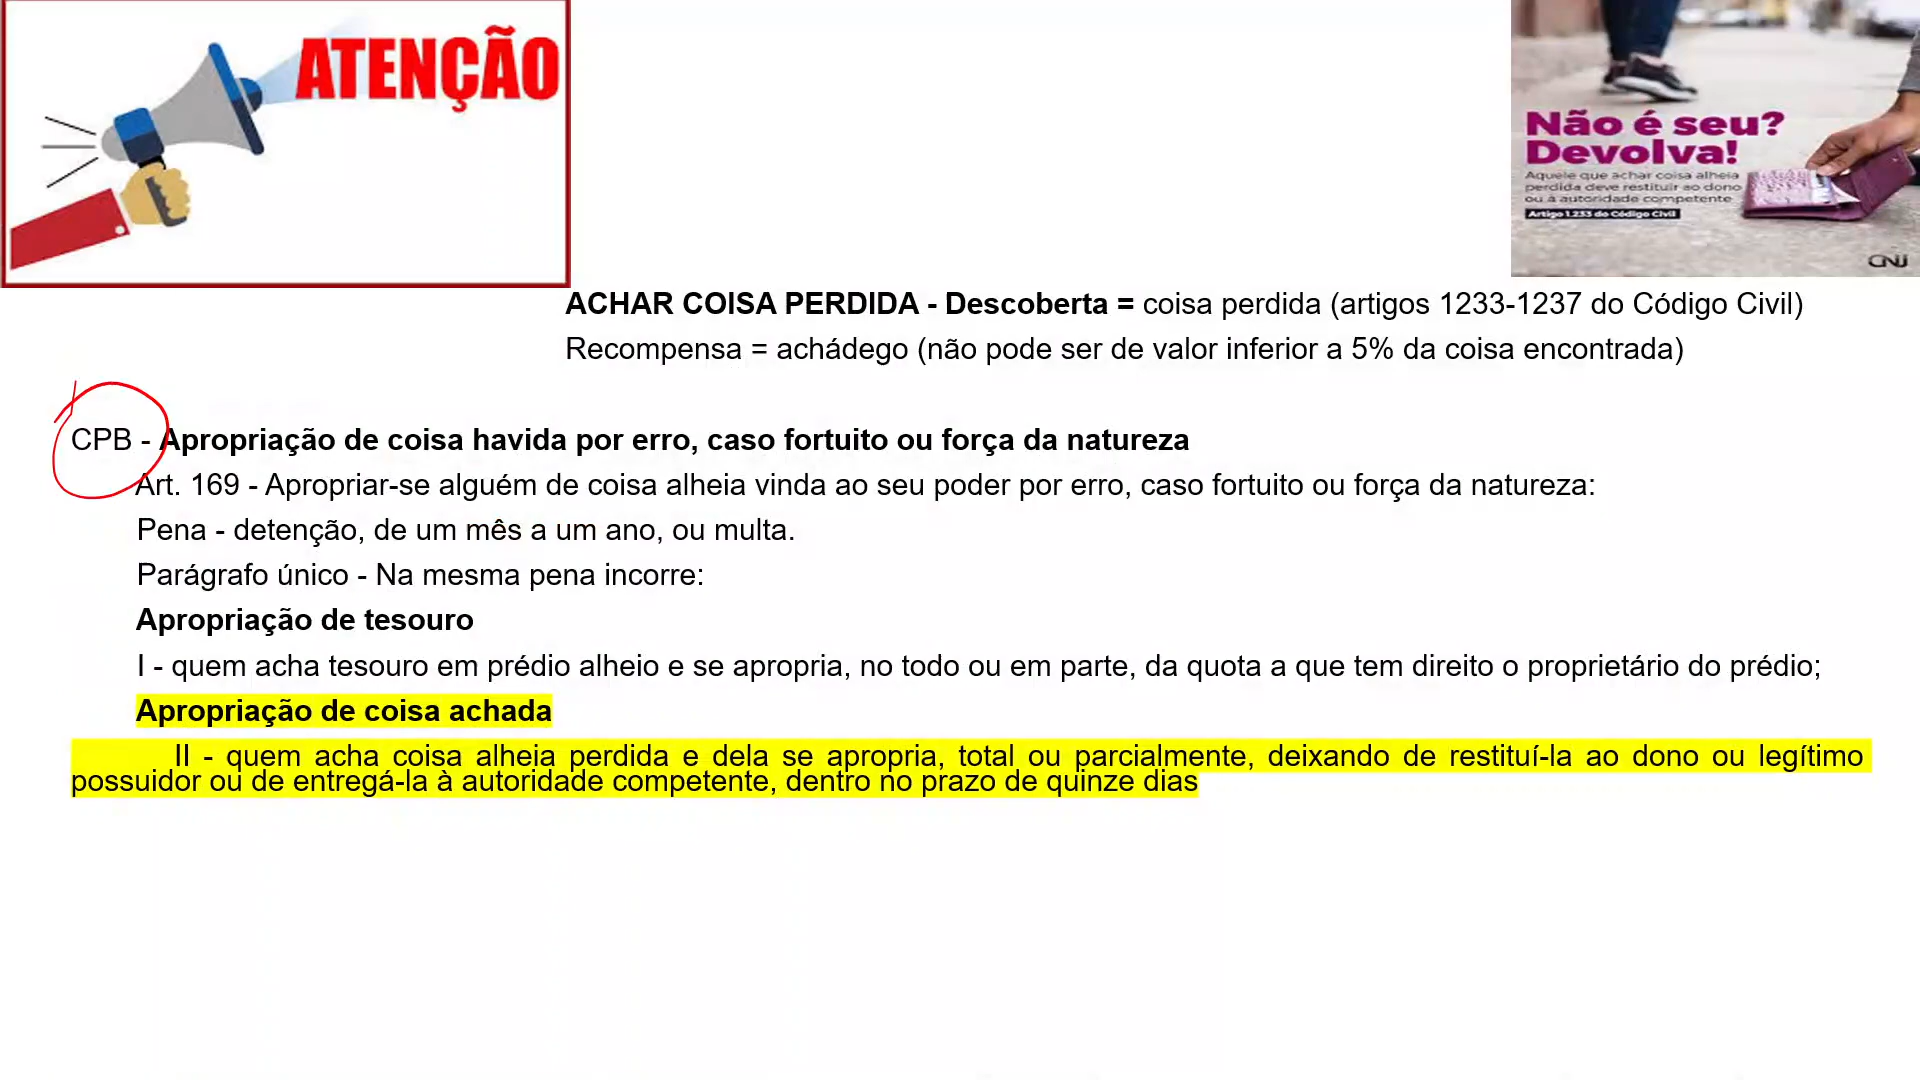 ATENÇÃO
Não é seu?
Devolva!
Aquele que achar coisa alheia
perdida deve restituir ao dono
ou à autoridade competente
Artigo 1.233 do Código Civil
CNJ
ACHAR COISA PERDIDA - Descoberta = coisa perdida (artigos 1233-1237 do Código Civil)
Recompensa = achádego (não pode ser de valor inferior a 5% da coisa encontrada)
CPB - Apropriação de coisa havida por erro, caso fortuito ou força da natureza
Art. 169 - Apropriar-se alguém de coisa alheia vinda ao seu poder por erro, caso fortuito ou força da natureza:
Pena - detenção, de um mês a um ano, ou multa.
Parágrafo único - Na mesma pena incorre:
Apropriação de tesouro
I - quem acha tesouro em prédio alheio e se apropria, no todo ou em parte, da quota a que tem direito o proprietário do prédio;
Apropriação de coisa achada
II - quem acha coisa alheia perdida e dela se apropria, total ou parcialmente, deixando de restituí-la ao dono ou legítimo
possuidor ou de entregá-la à autoridade competente, dentro no prazo de quinze dias